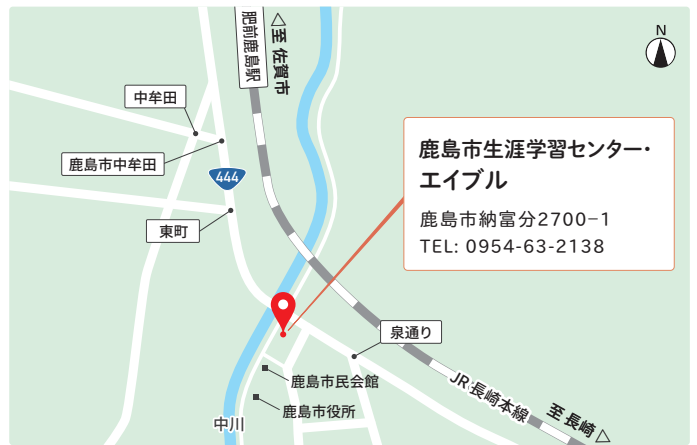 肥前鹿島駅
◁至 佐賀市
N
中牟田
鹿島市中牟田
444
東町
鹿島市生涯学習センター・
エイブル
鹿島市納富分2700−1
TEL: 0954-63-2138
泉通り
鹿島市民会館
鹿島市役所
中川
JR 長崎本線
至 長崎▷